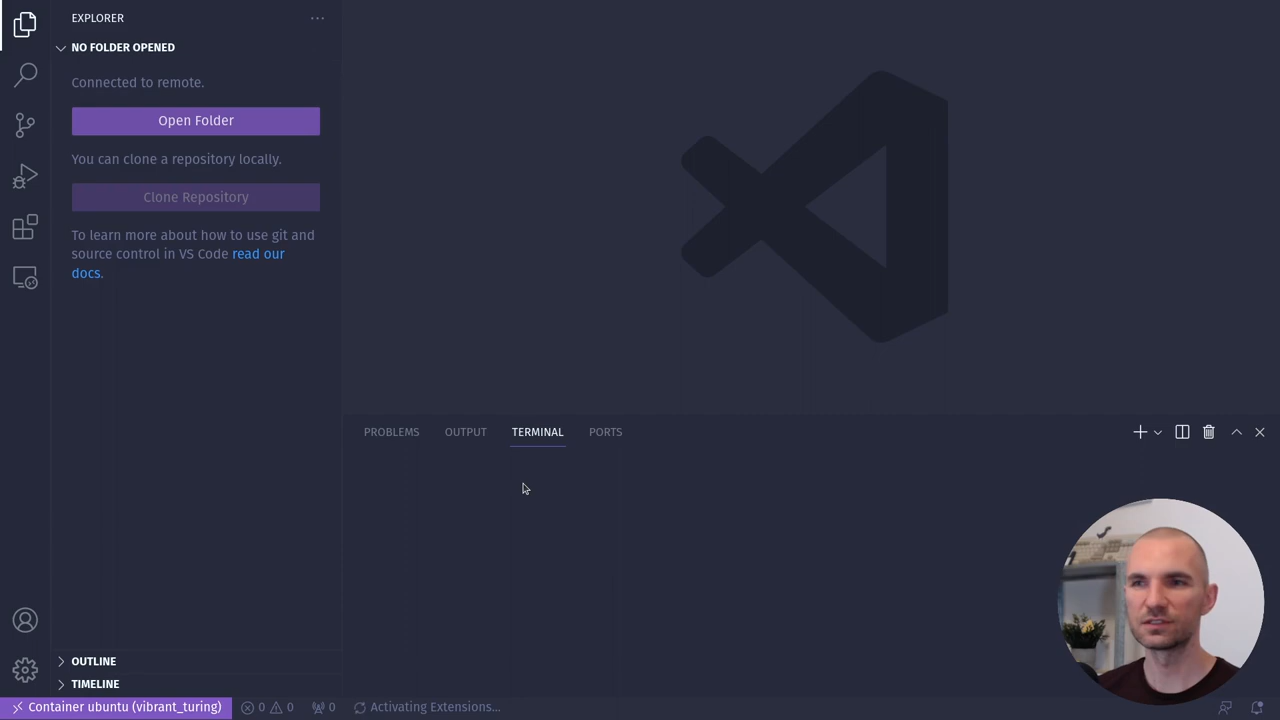 EXPLORER
NO FOLDER OPENED
Connected to remote.
Open Folder
You can clone a repository locally.
Clone Repository
To learn more about how to use git and
source control in VS Code read our
docs.
OUTLINE
TIMELINE
PROBLEMS OUTPUT TERMINAL PORTS
Container ubuntu (vibrant_turing) 0 0 0 Activating Extensions...